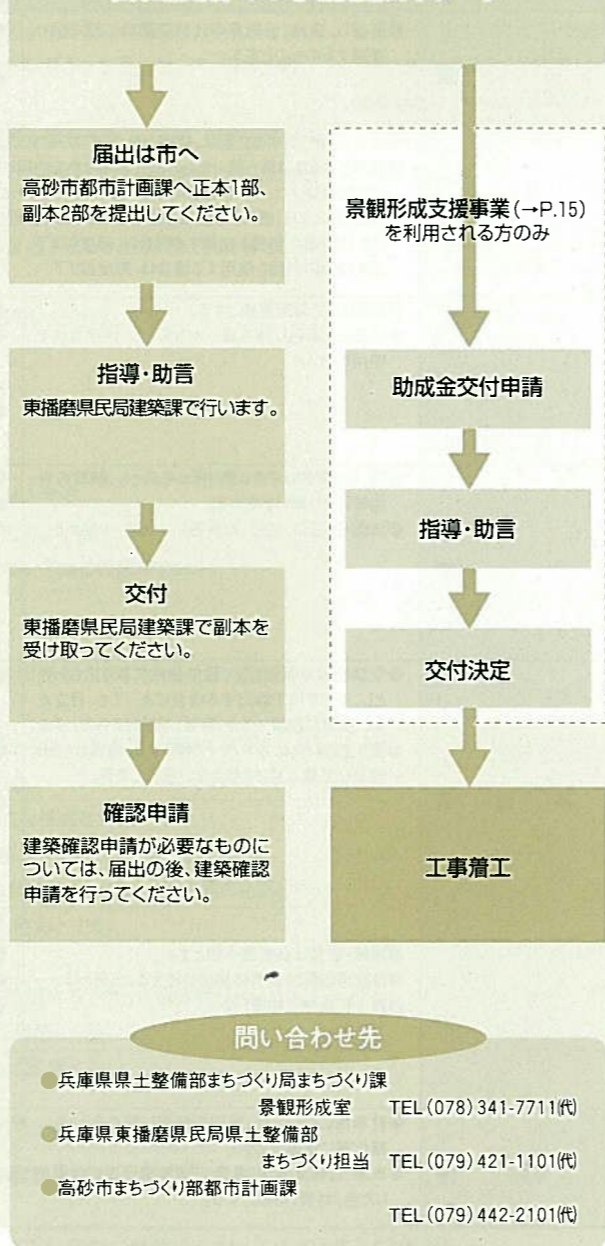 届出は市へ
高砂市都市計画課へ正本1部、
副本2部を提出してください。
指導・助言
東播磨県民局建築課で行います。
交付
東播磨県民局建築課で副本を
受け取ってください。
確認申請
建築確認申請が必要なものに
ついては、届出の後、建築確認
申請を行ってください。
景観形成支援事業(→P.15)
を利用される方のみ
助成金交付申請
指導・助言
交付決定
工事着工
問い合わせ先
●兵庫県県土整備部まちづくり局まちづくり課
景観形成室 TEL(078)341-7711(代)
●兵庫県東播磨県民局県土整備部
まちづくり担当 TEL(079)421-1101(代)
●高砂市まちづくり部都市計画課
TEL(079)442-2101(代)